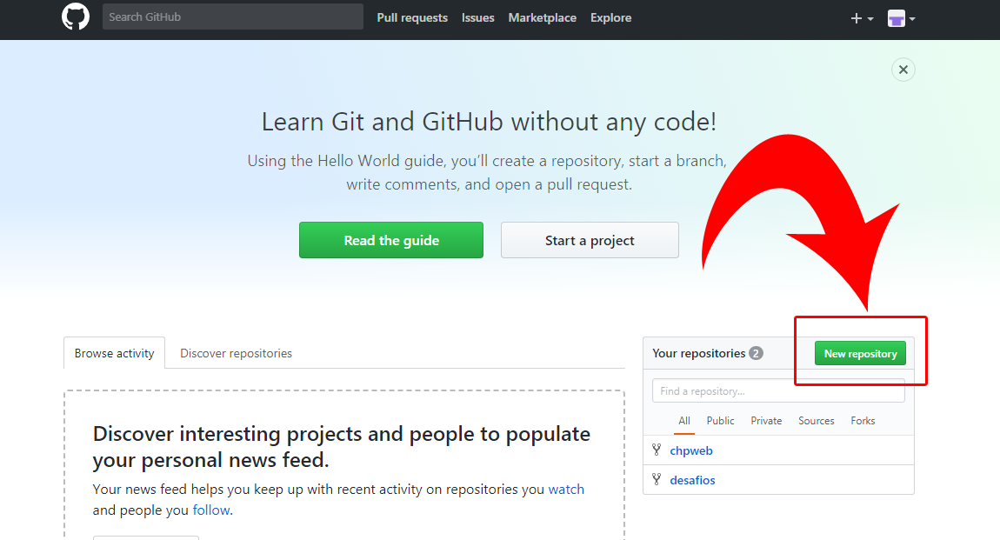 Search GitHub
Pull requests
Issues
Marketplace
Explore
Learn Git and GitHub without any code!
Using the Hello World guide, you'll create a repository, start a branch,
write comments, and open a pull request.
Read the guide
Start a project
Browse activity
Discover repositories
Discover interesting projects and people to populate
your personal news feed.
Your news feed helps you keep up with recent activity on repositories you watch
and people you follow.
Your repositories 2
New repository
Find a repository...
All
Public
Private
Sources
Forks
chpweb
desafios